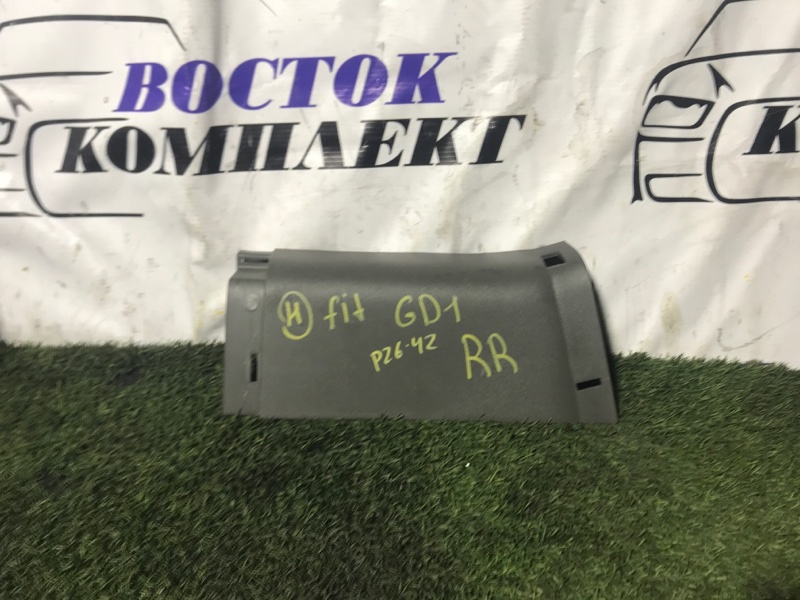 ВОСТОК
КОМПЛЕКТ
К
H fit GD1
P26-42
RR